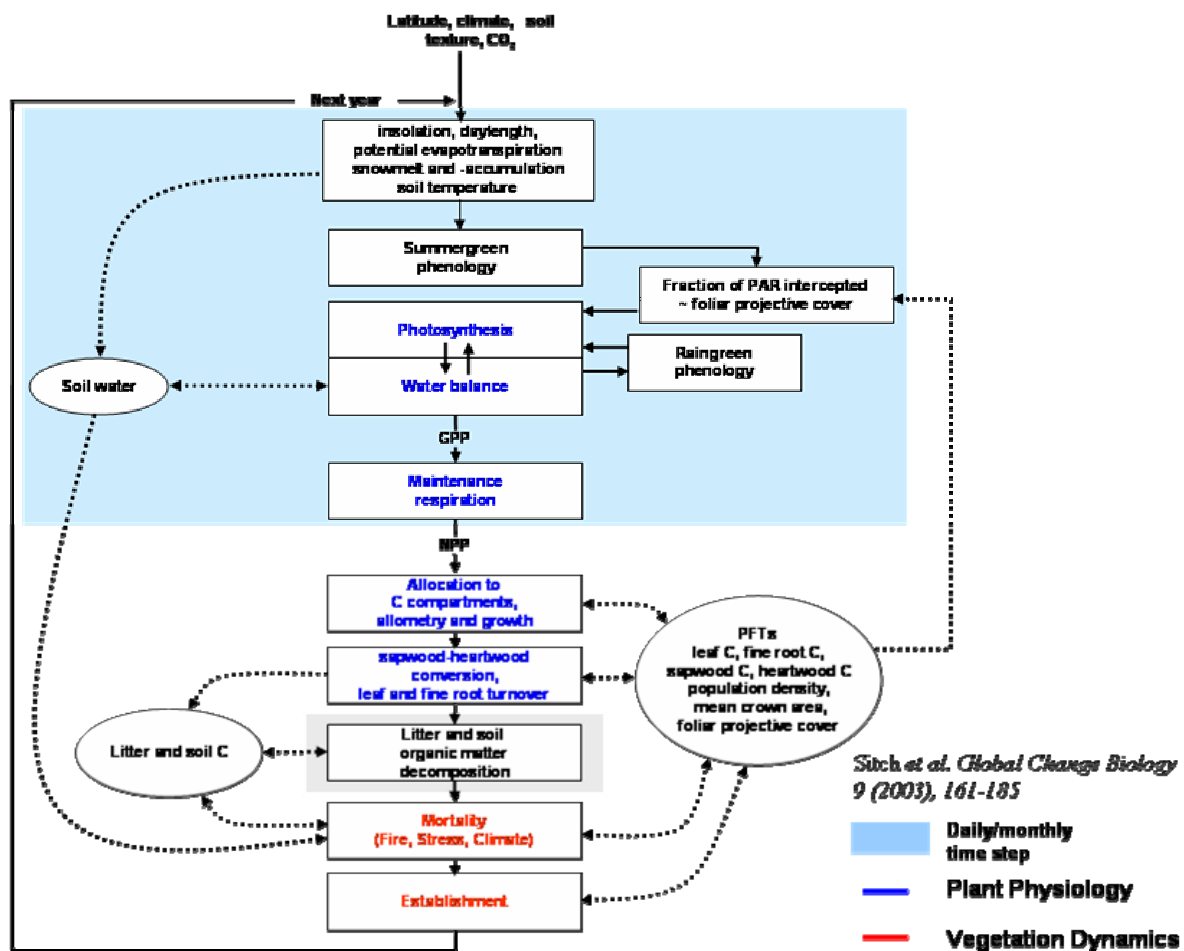 Latitude, climate, soil
texture, CO₂
Next year
insolation, daylength,
potential evapotranspiration
snowmelt and -accumulation
soil temperature
Summergreen
phenology
Fraction of PAR intercepted
~ foliar projective cover
Photosynthesis
Raingreen
phenology
Soil water
Water balance
GPP
Maintenance
respiration
NPP
Allocation to
C compartments,
allometry and growth
PFTs
leaf C, fine root C,
sapwood C, heartwood C
population density,
mean crown area,
foliar projective cover
sapwood-heartwood
conversion,
leaf and fine root turnover
Litter and soil C
Litter and soil
organic matter
decomposition
Sitch et al. Global Change Biology
9 (2003), 161-185
Mortality
(Fire, Stress, Climate)
Daily/monthly
time step
Establishment
Plant Physiology
Vegetation Dynamics